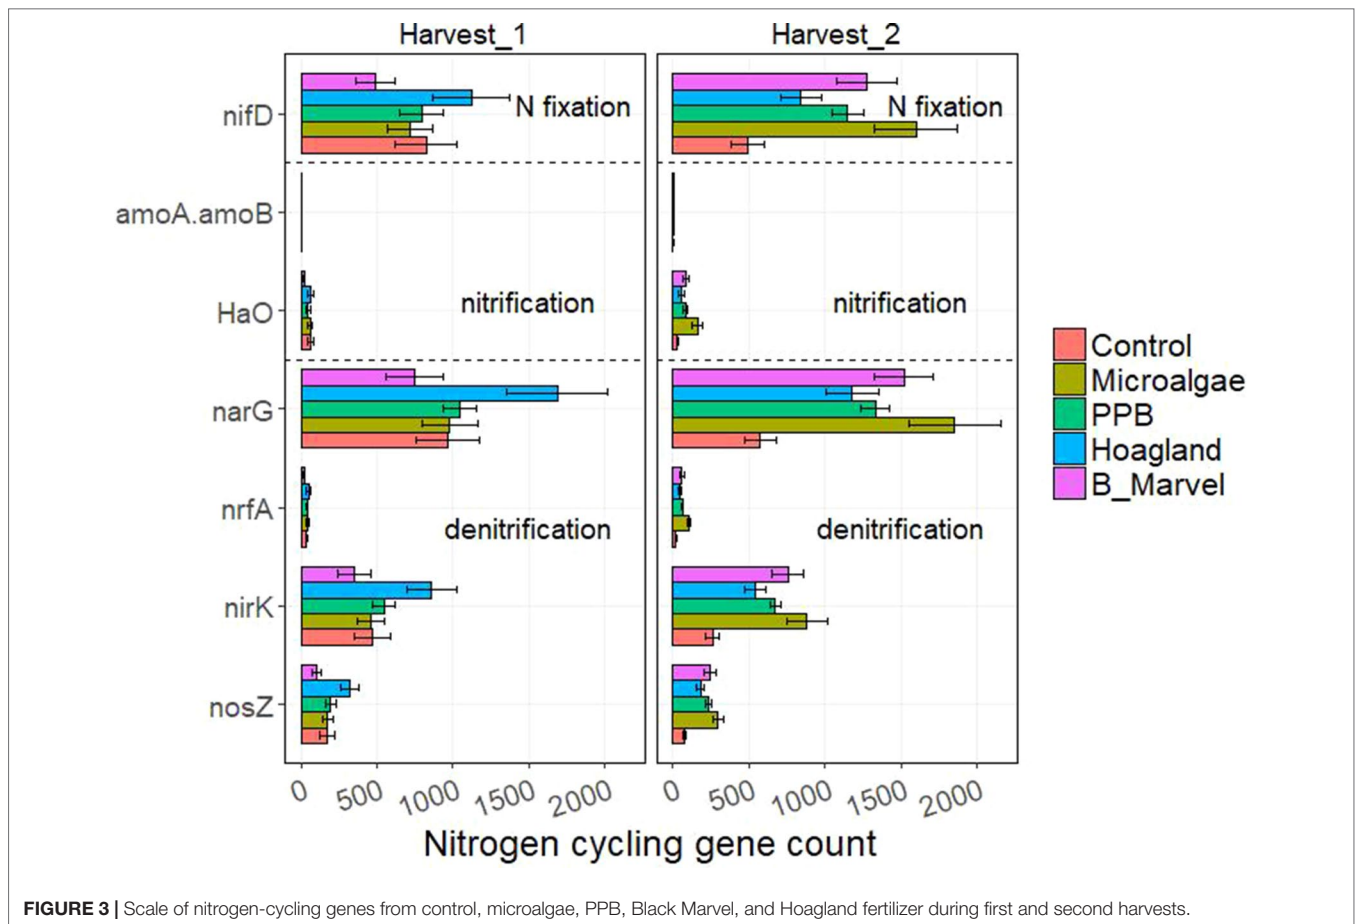 Harvest_1
Harvest_2
nifD
N fixation
N fixation
amoA.amoB
HaO
nitrification
nitrification
narG
nrfA
denitrification
denitrification
nirK
nosZ
0 500 1000 1500 2000
0 500 1000 1500 2000
Nitrogen cycling gene count
Control
Microalgae
PPB
Hoagland
B_Marvel
FIGURE 3 | Scale of nitrogen-cycling genes from control, microalgae, PPB, Black Marvel, and Hoagland fertilizer during first and second harvests.